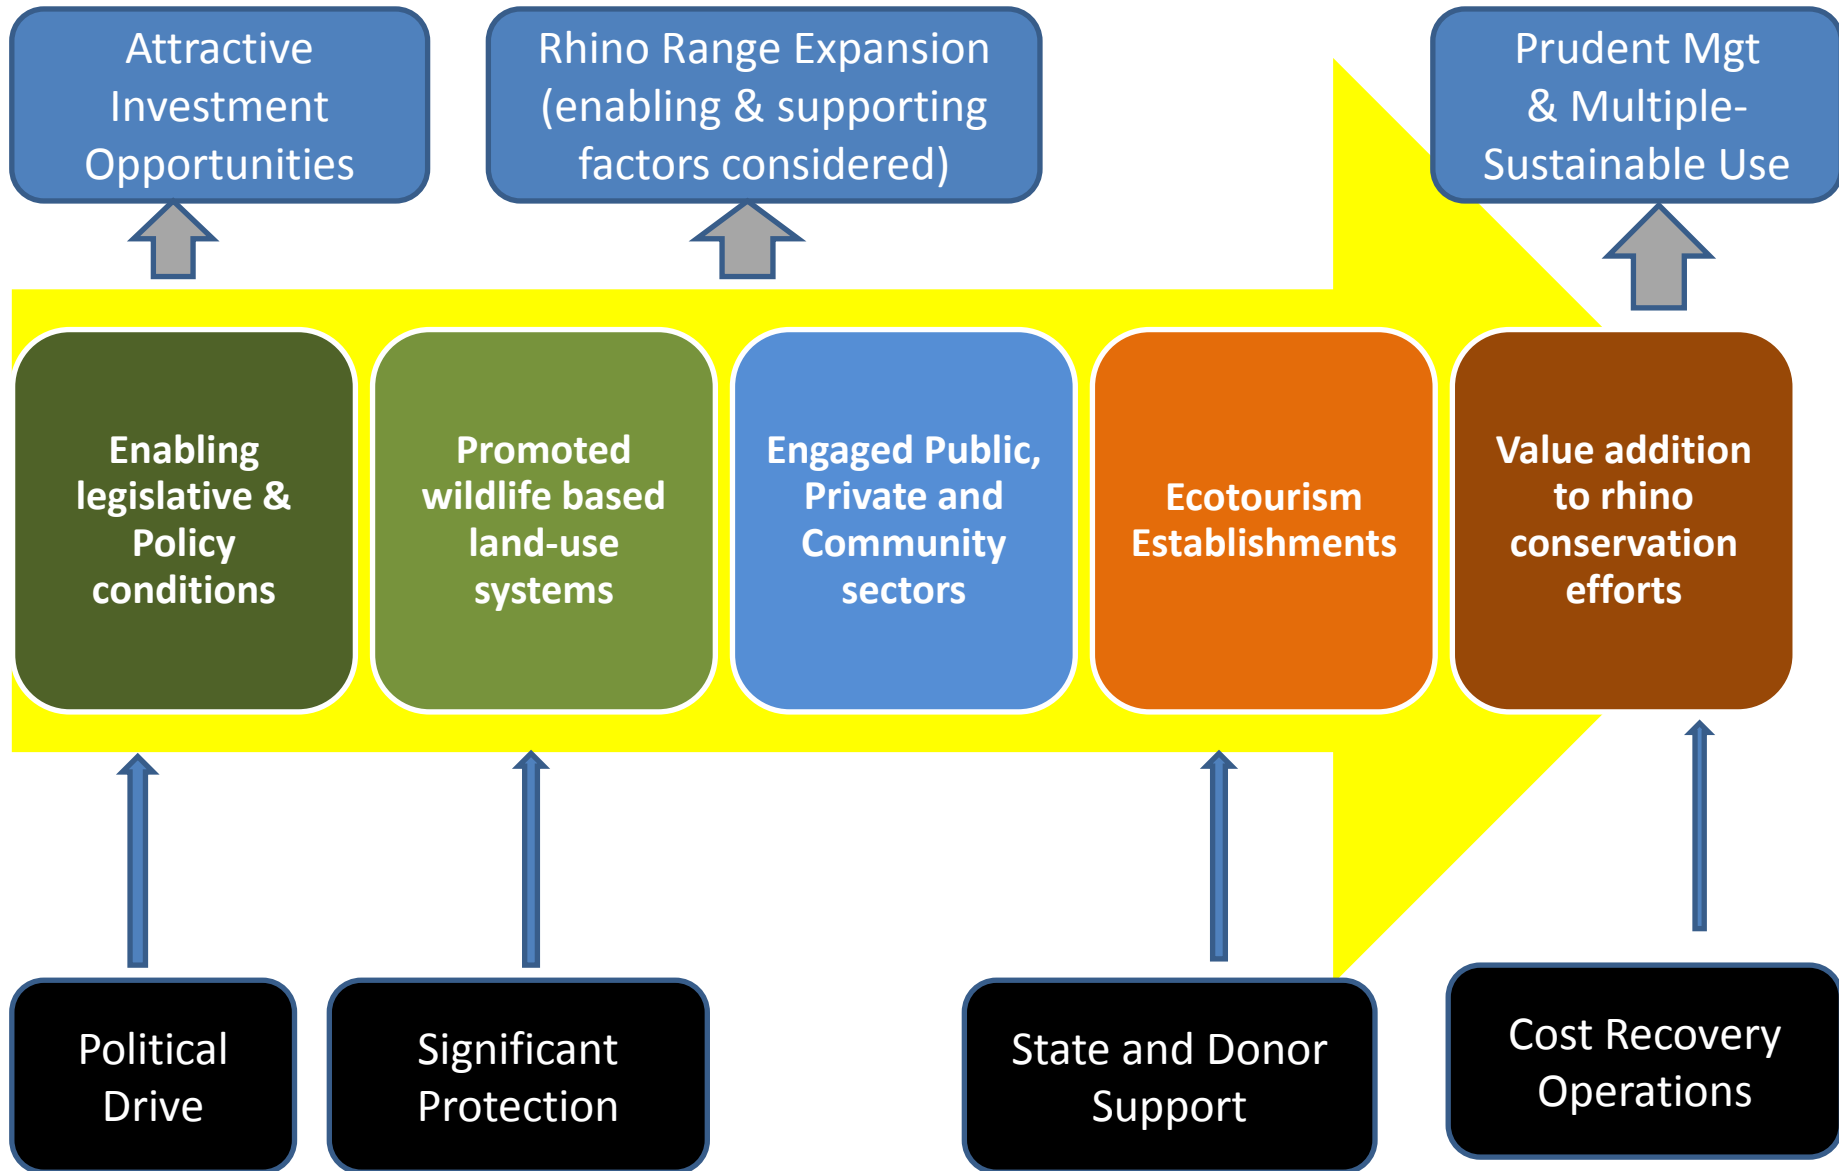 Attractive
Investment
Opportunities
Rhino Range Expansion
(enabling & supporting
factors considered)
Prudent Mgt
& Multiple-
Sustainable Use
Enabling
legislative &
Policy
conditions
Promoted
wildlife based
land-use
systems
Engaged Public,
Private and
Community
sectors
Ecotourism
Establishments
Value addition
to rhino
conservation
efforts
Political
Drive
Significant
Protection
State and Donor
Support
Cost Recovery
Operations